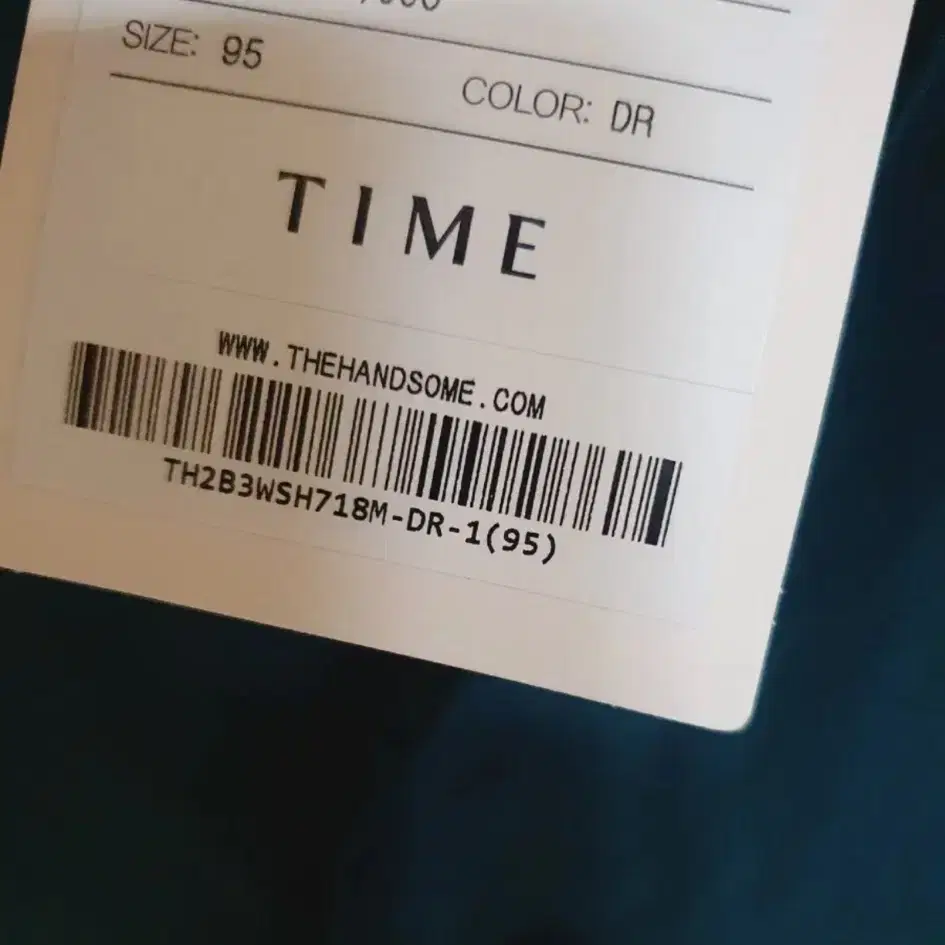 SIZE: 95
COLOR: DR
TIME
WWW.THEHANDSOME.COM
TH2B3WSH718M-DR-1(95)